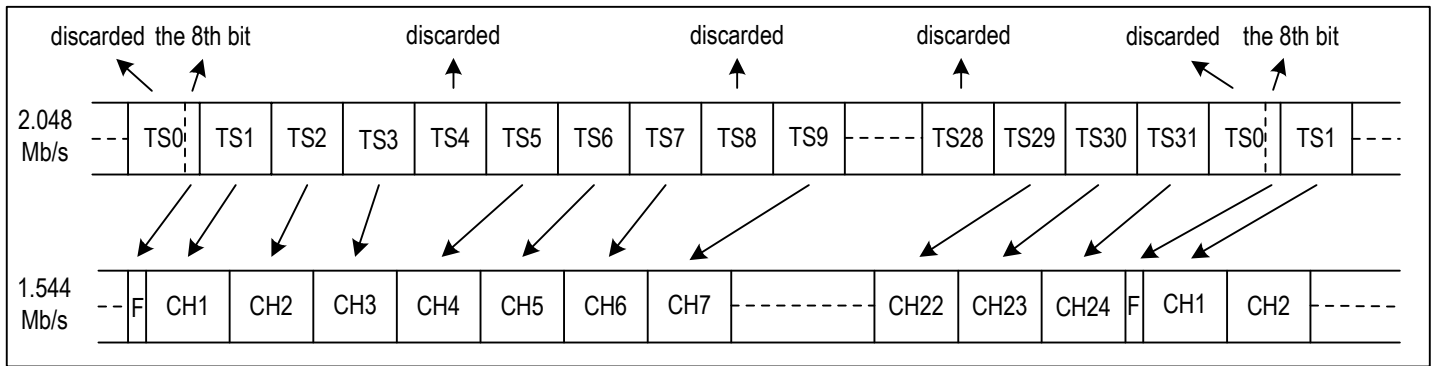 discarded the 8th bit discarded discarded discarded discarded the 8th bit
2.048 Mb/s TS0 TS1 TS2 TS3 TS4 TS5 TS6 TS7 TS8 TS9 TS28 TS29 TS30 TS31 TS0 TS1
1.544 Mb/s F CH1 CH2 CH3 CH4 CH5 CH6 CH7 CH22 CH23 CH24 F CH1 CH2